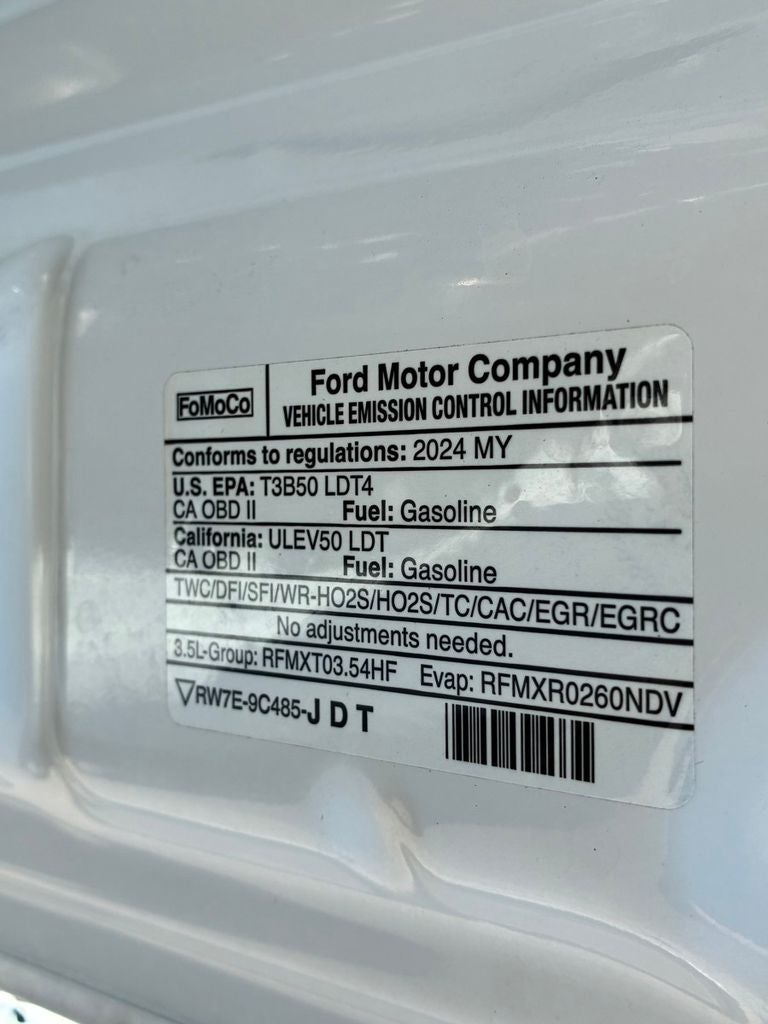 FoMoCo
Ford Motor Company
VEHICLE EMISSION CONTROL INFORMATION
Conforms to regulations: 2024 MY
U.S. EPA: T3B50 LDT4
CA OBD II Fuel: Gasoline
California: ULEV50 LDT
CA OBD II Fuel: Gasoline
TWC/DFI/SFI/WR-HO2S/HO2S/TC/CAC/EGR/EGRC
No adjustments needed.
3.5L-Group: RFMXT03.54HF Evap: RFMXR0260NDV
RW7E-9C485-JDT